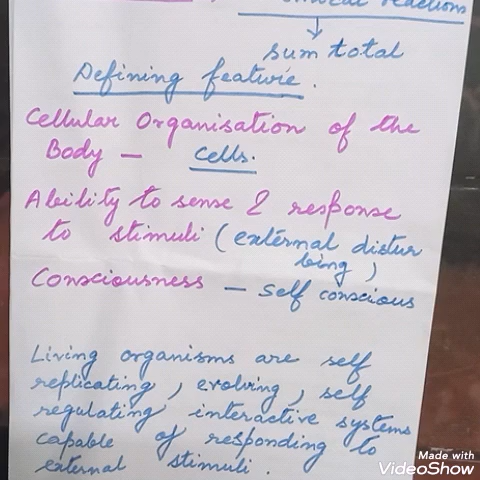 reactions
sum total
Defining feature.
Cellular Organisation of the
Body — Cells.
Ability to sense & response
to stimuli (external distur
bing)
Consciousness — self conscious
Living organisms are self
replicating, evolving, self
regulating interactive systems
capable of responding to
external stimuli.
Made with
VideoShow